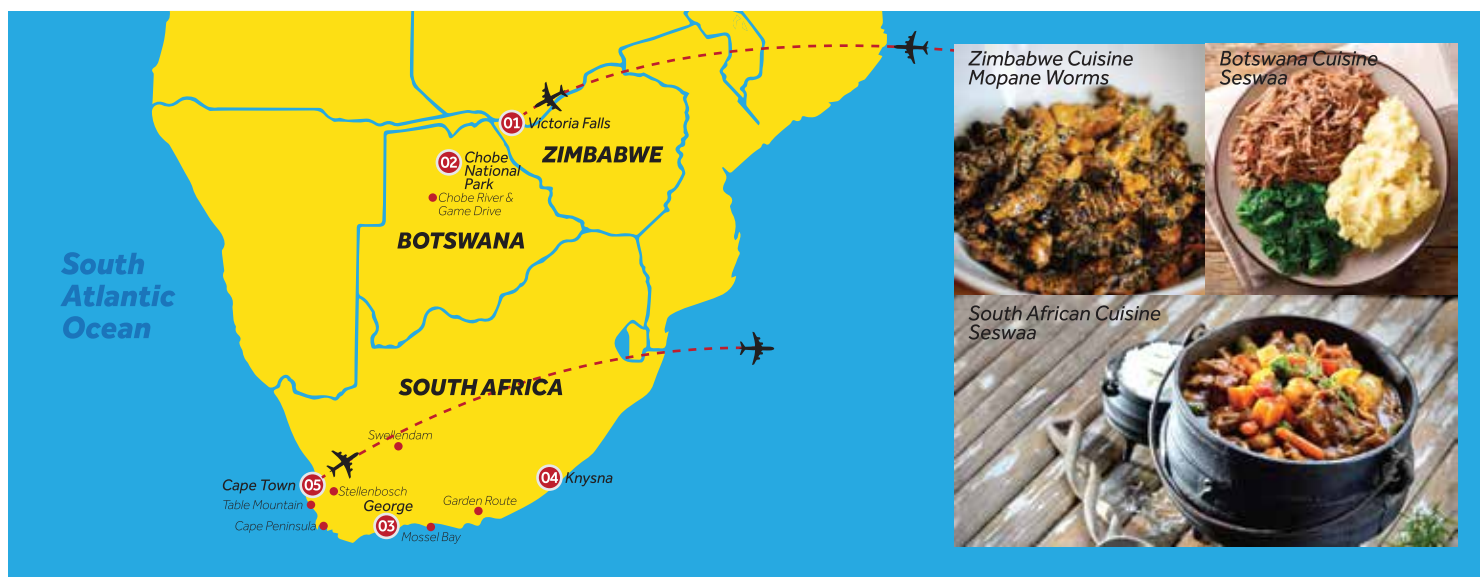 01
Victoria Falls
ZIMBABWE
02
Chobe
National
Park
Chobe River &
Game Drive
BOTSWANA
South
Atlantic
Ocean
SOUTH AFRICA
Swellendam
Cape Town
05
Stellenbosch
Table Mountain
George
03
Cape Peninsula
Mossel Bay
Garden Route
04
Knysna
Zimbabwe Cuisine
Mopane Worms
Botswana Cuisine
Seswaa
South African Cuisine
Seswaa